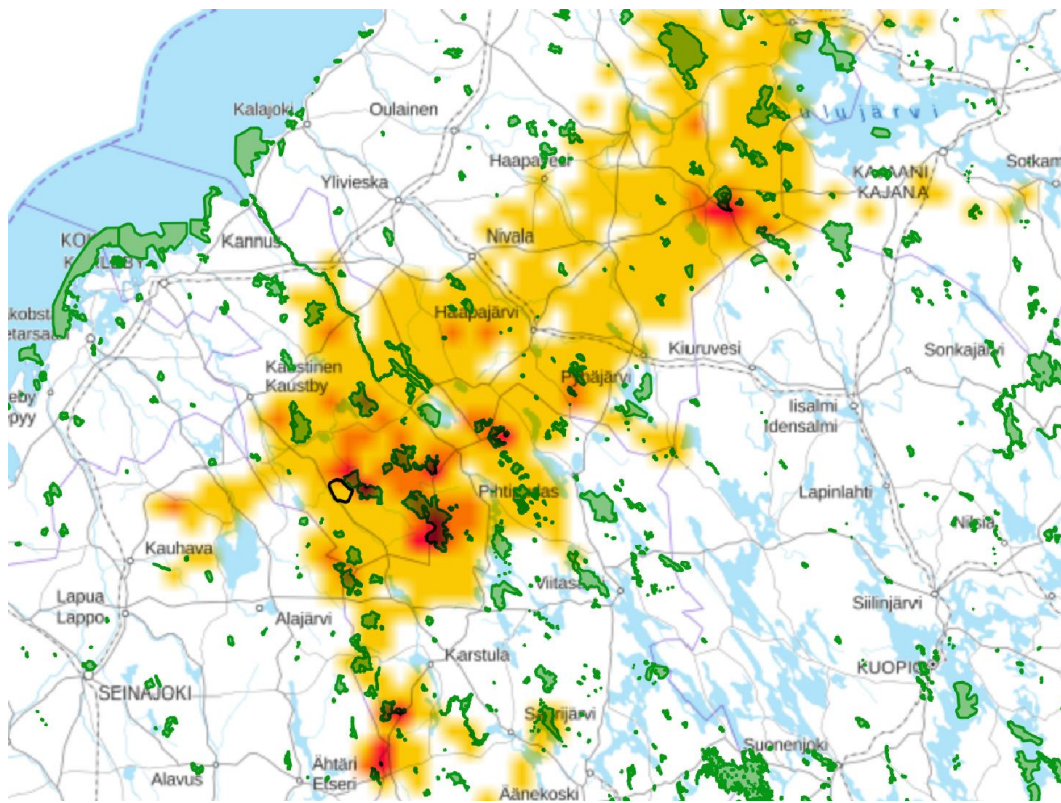 Kalajoki
Oulainen
u l u j ä r v i
Haapaveer
KAJAANI
KAJANA
Sotkam
Ylivieska
Kannus
Nivala
Haapajärvi
Kiuruvesi
Sonkajärvi
Kaustinen
Kaustby
Pyhäjärvi
Iisalmi
Idensalmi
Lapinlahti
Pihtipudas
Nilsiä
Kauhava
Viitasaari
Siilinjärvi
Lapua
Lappo
Alajärvi
Karstula
KUOPIO
SEINÄJOKI
Saarijärvi
Suonenjoki
Ähtäri
Etseri
Alavus
Äänekoski